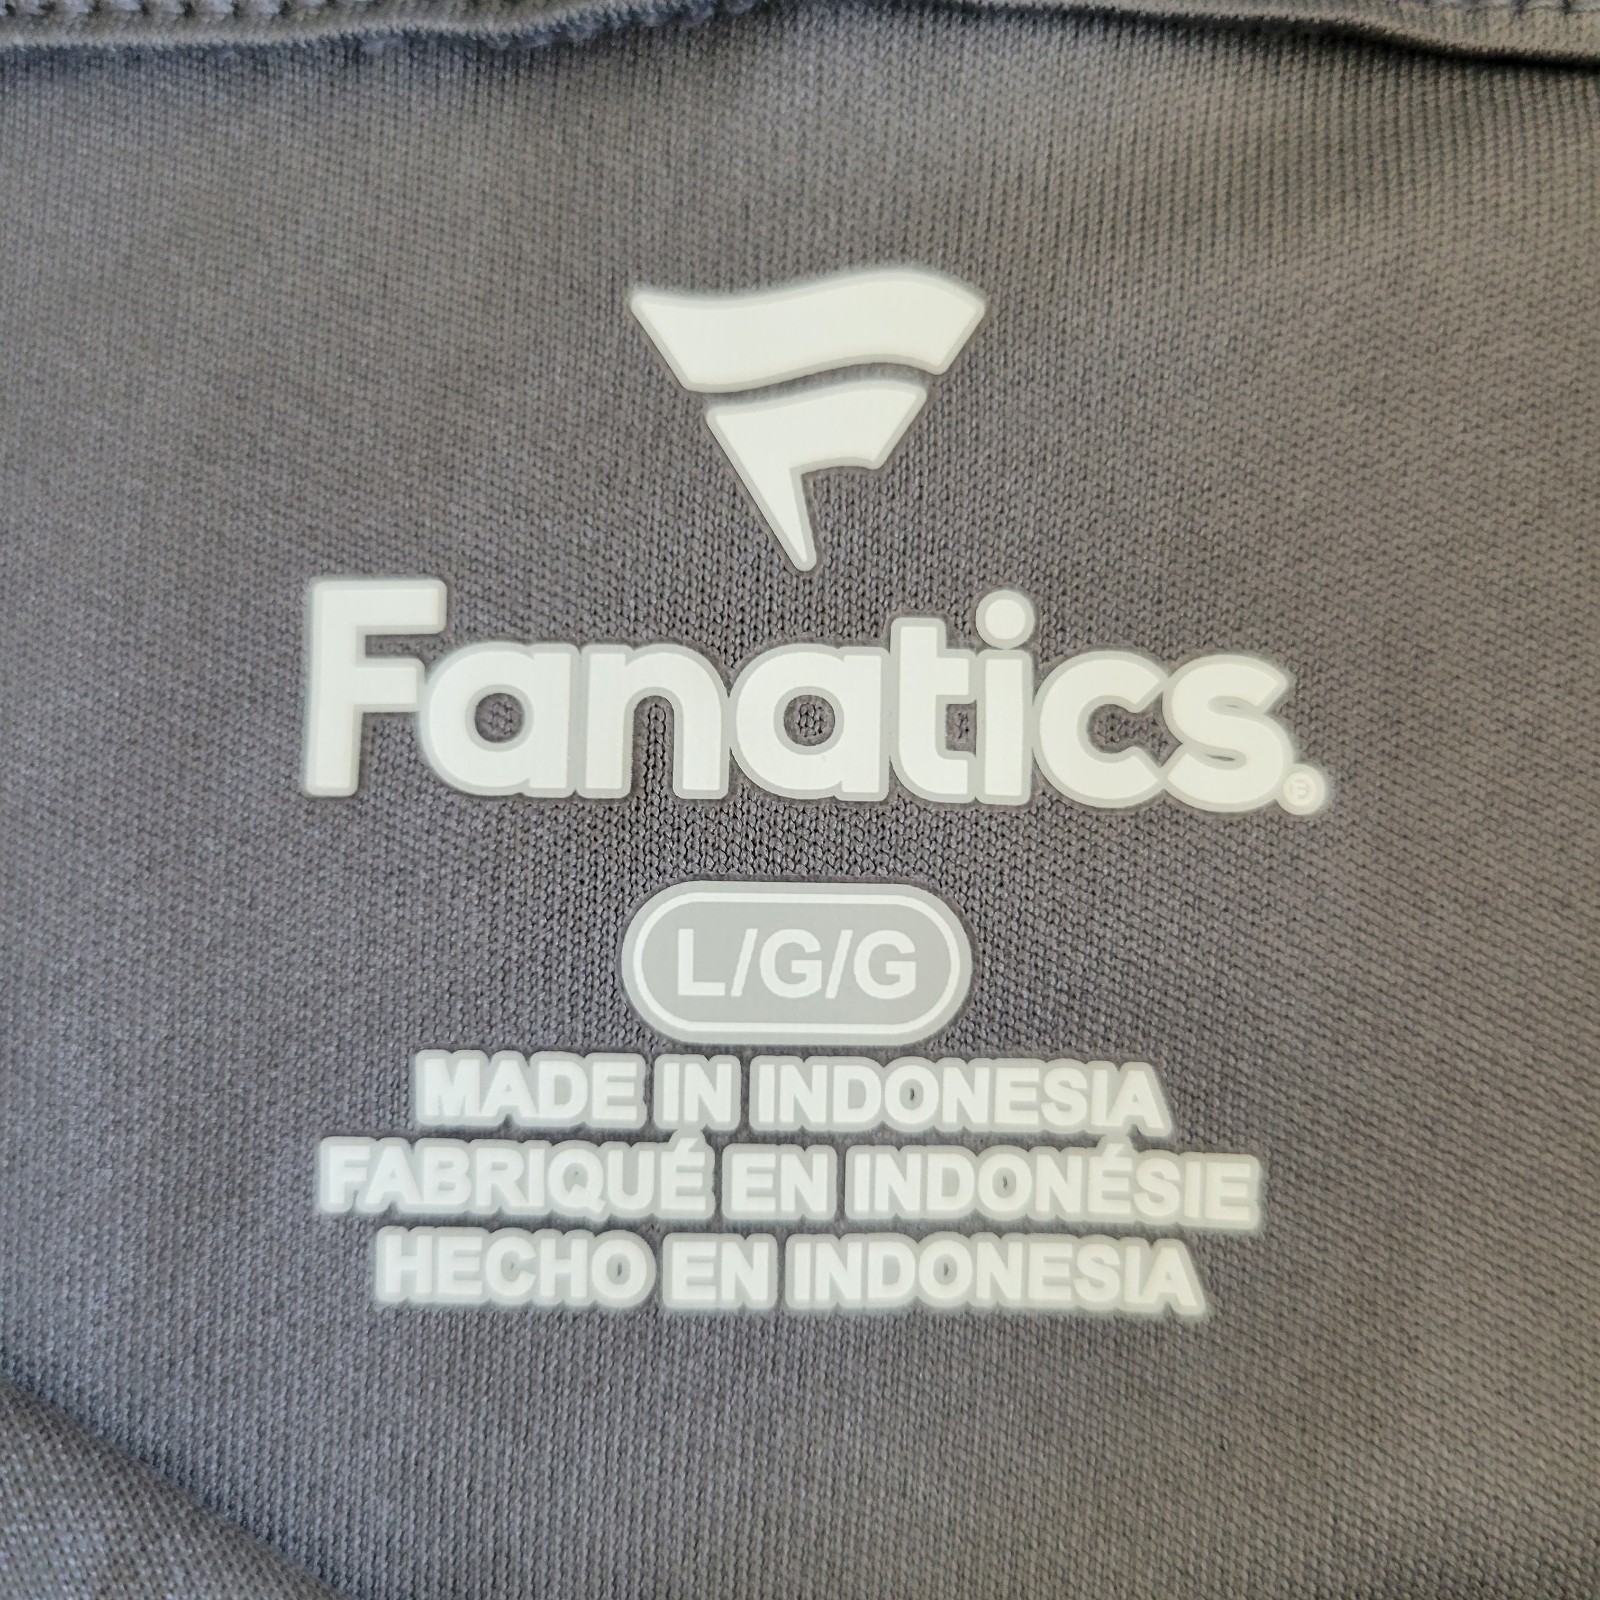 Fanatics
L/G/G
MADE IN INDONESIA
FABRIQUÉ EN INDONÉSIE
HECHO EN INDONESIA